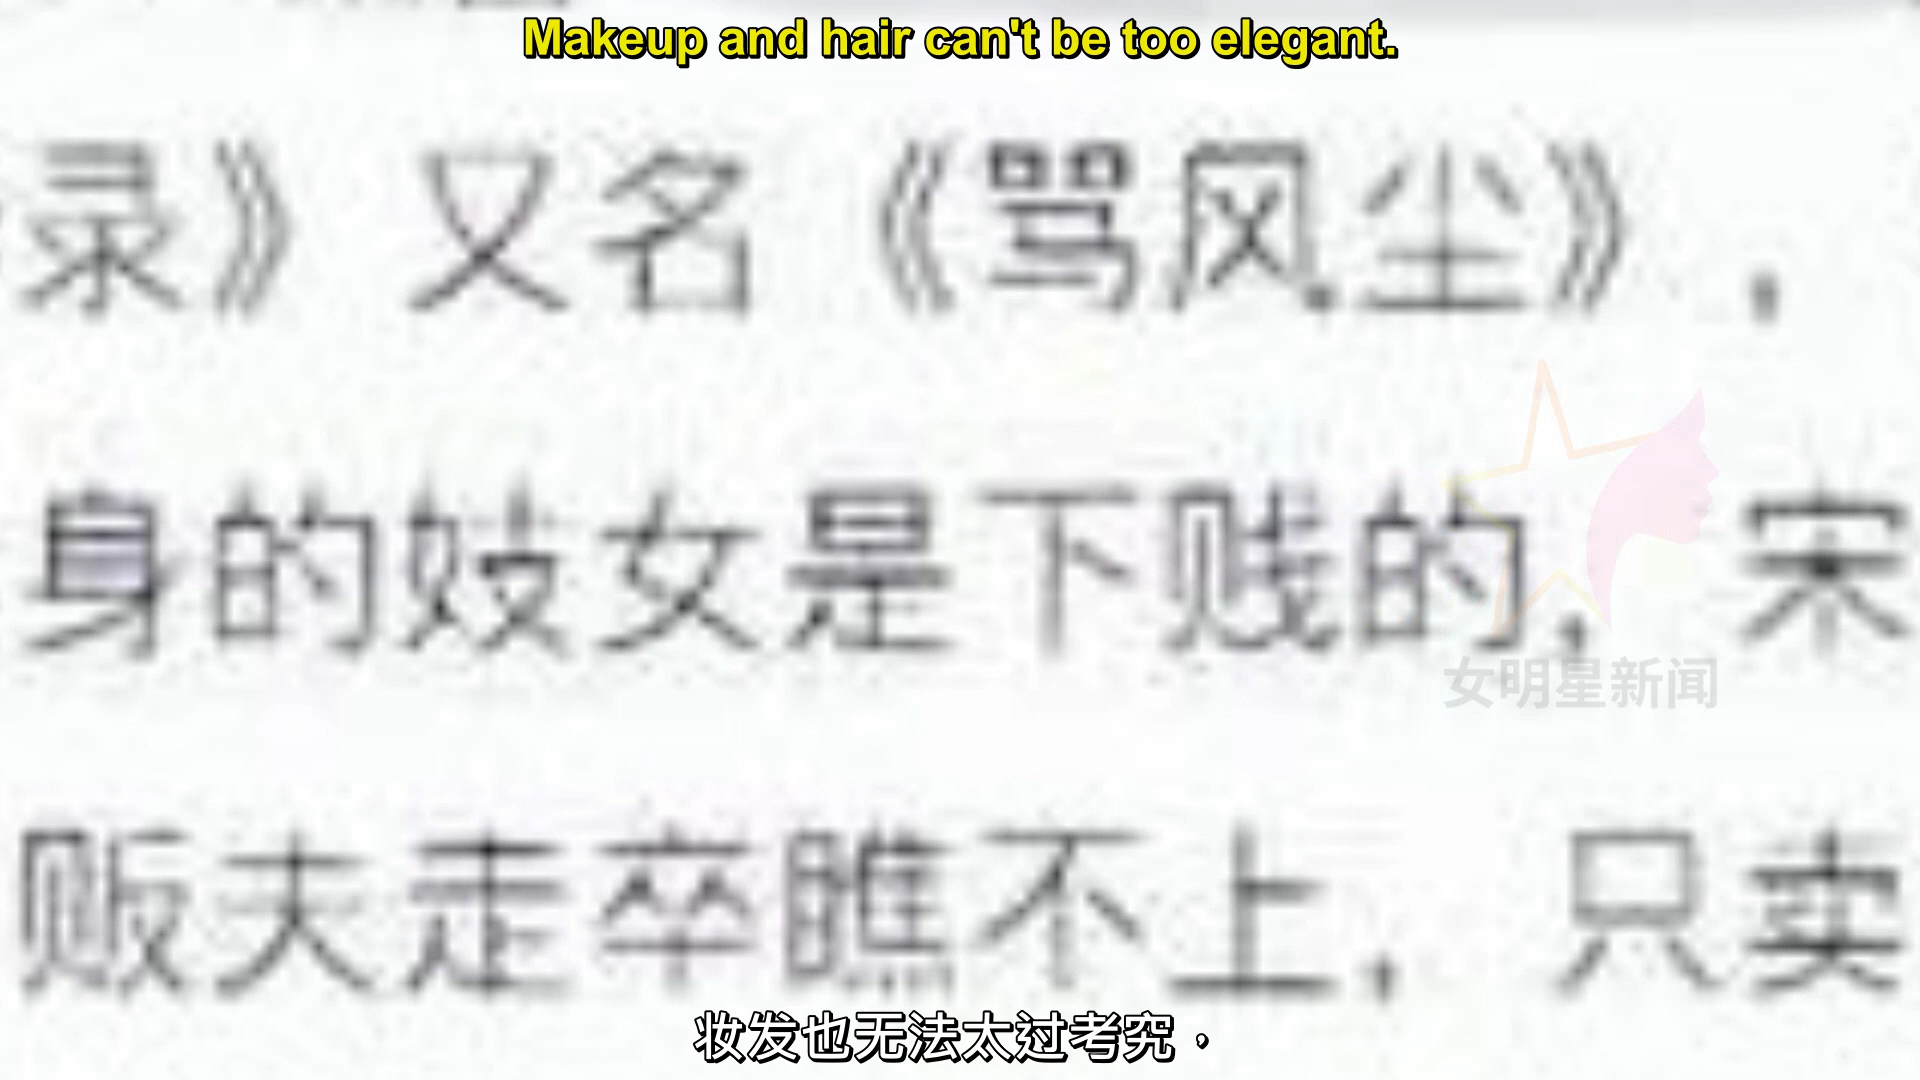 Makeup and hair can't be too elegant.
录》又名《骂风尘》，
身的妓女是下贱的，宋
女明星新闻
贩夫走卒瞧不上，只卖
妆发也无法太过考究，